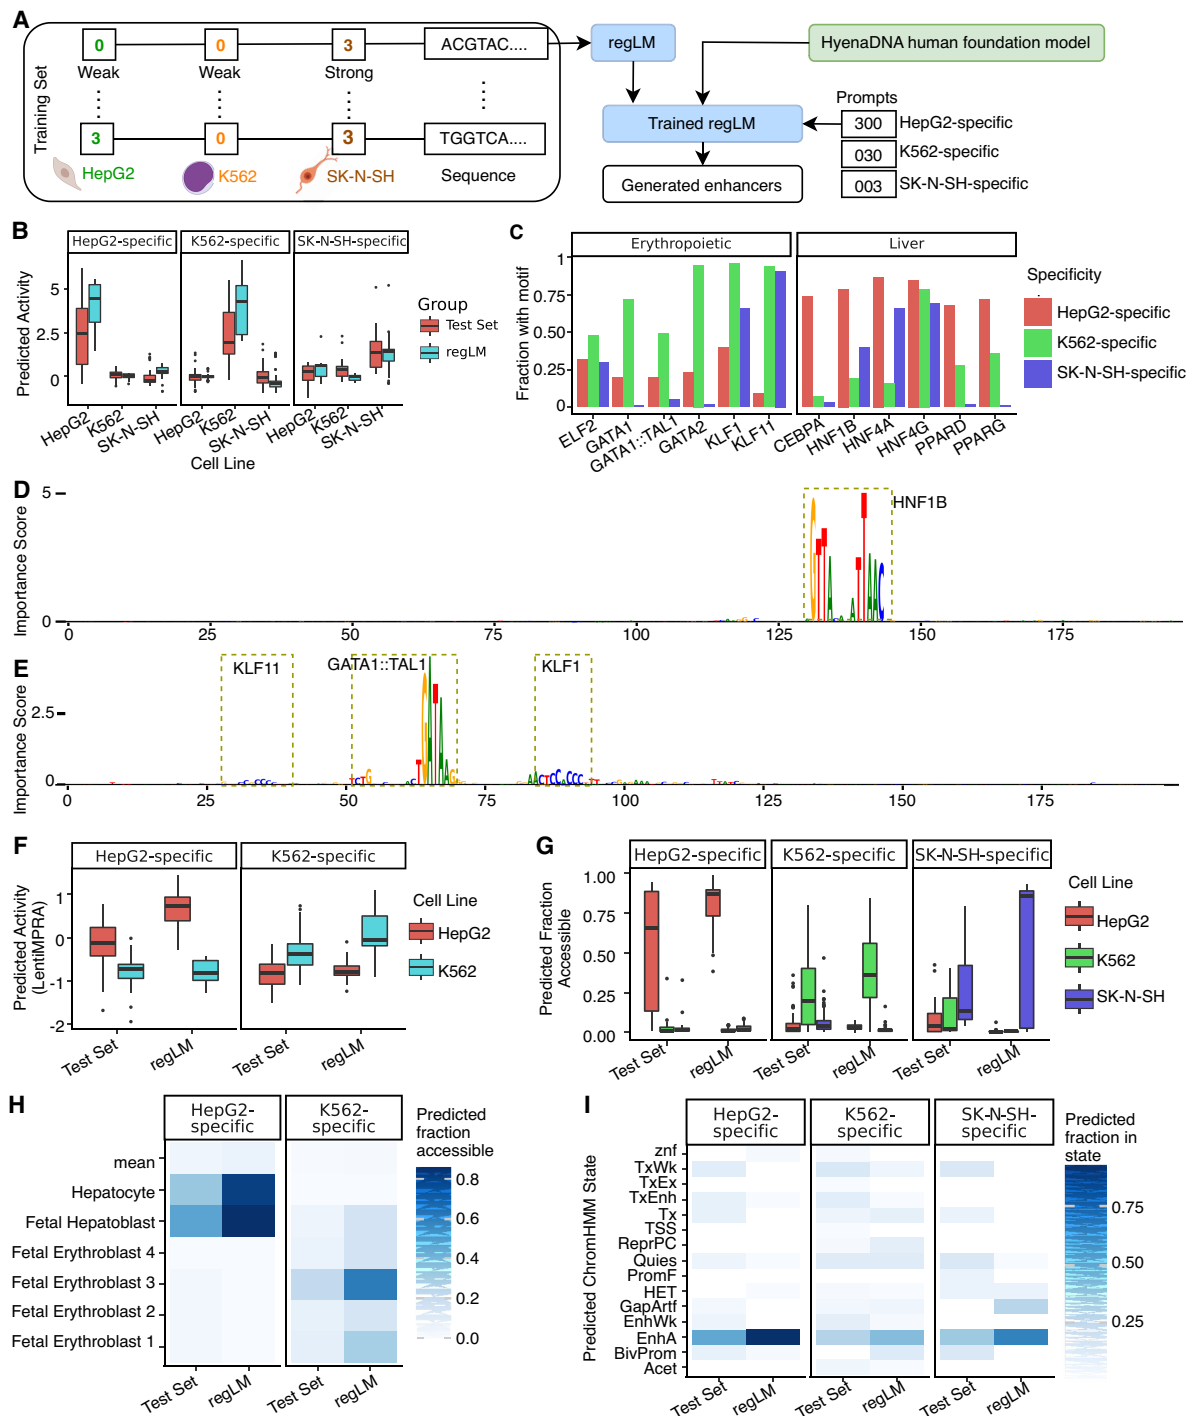 A
Training Set
0
0
3
ACGTAC....
Weak
Weak
Strong
3
0
3
TGGTCA....
HepG2
K562
SK-N-SH
Sequence
regLM
HyenaDNA human foundation model
Trained regLM
Generated enhancers
Prompts
300 HepG2-specific
030 K562-specific
003 SK-N-SH-specific
B
HepG2-specific
K562-specific
SK-N-SH-specific
Predicted Activity
5
2.5
0
HepG2
K562
SK-N-SH
HepG2
K562
SK-N-SH
HepG2
K562
SK-N-SH
Cell Line
Group
Test Set
regLM
C
Erythropoietic
Liver
Fraction with motif
1
0.75
0.50
0.25
0
ELF2
GATA1
GATA1::TAL1
GATA2
KLF1
KLF11
CEBPA
HNF1B
HNF4A
HNF4G
PPARD
PPARG
Specificity
HepG2-specific
K562-specific
SK-N-SH-specific
D
Importance Score
5
0
HNF1B
0 25 50 75 100 125 150 175
E
Importance Score
2.5
0
KLF11
GATA1::TAL1
KLF1
0 25 50 75 100 125 150 175
F
HepG2-specific
K562-specific
Predicted Activity
(LentiMPRA)
1
0
-1
-2
Test Set
regLM
Test Set
regLM
Cell Line
HepG2
K562
G
HepG2-specific
K562-specific
SK-N-SH-specific
Predicted Fraction
Accessible
1.00
0.75
0.50
0.25
0.00
Test Set
regLM
Test Set
regLM
Test Set
regLM
Cell Line
HepG2
K562
SK-N-SH
H
HepG2-
specific
K562-
specific
mean
Hepatocyte
Fetal Hepatoblast
Fetal Erythroblast 4
Fetal Erythroblast 3
Fetal Erythroblast 2
Fetal Erythroblast 1
Test Set
regLM
Test Set
regLM
Predicted
fraction
accessible
0.8
0.6
0.4
0.2
0.0
I
HepG2-
specific
K562-
specific
SK-N-SH-
specific
Predicted ChromHMM State
znf
TxWk
TxEx
TxEnh
Tx
TSS
ReprPC
Quies
PromF
HET
GapArtf
EnhWk
EnhA
BivProm
Acet
Test Set
regLM
Test Set
regLM
Test Set
regLM
Predicted
fraction in
state
0.75
0.50
0.25